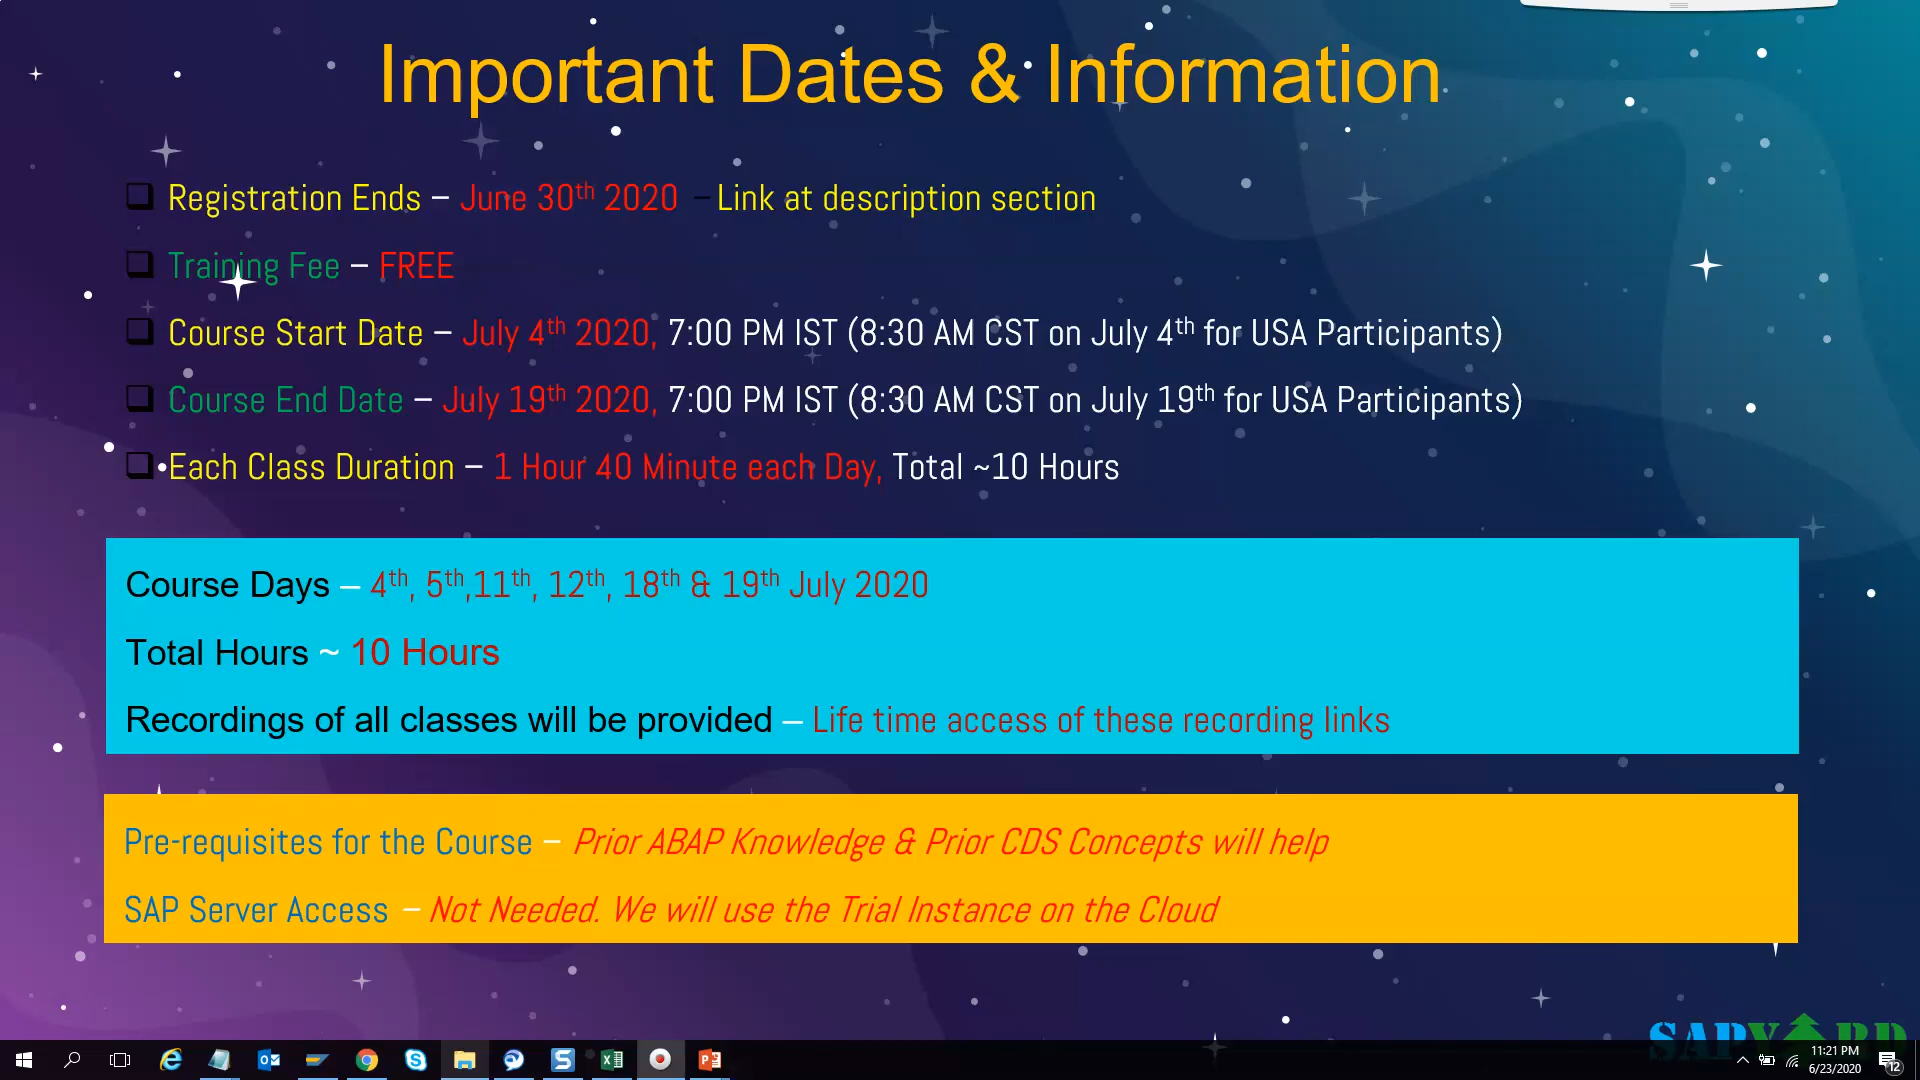 Important Dates & Information
Registration Ends – June 30th 2020 – Link at description section
Training Fee – FREE
Course Start Date – July 4th 2020, 7:00 PM IST (8:30 AM CST on July 4th for USA Participants)
Course End Date – July 19th 2020, 7:00 PM IST (8:30 AM CST on July 19th for USA Participants)
Each Class Duration – 1 Hour 40 Minute each Day, Total ~10 Hours
Course Days – 4th, 5th,11th, 12th, 18th & 19th July 2020
Total Hours ~ 10 Hours
Recordings of all classes will be provided – Life time access of these recording links
Pre-requisites for the Course – Prior ABAP Knowledge & Prior CDS Concepts will help
SAP Server Access – Not Needed. We will use the Trial Instance on the Cloud
SAPYARD
11:21 PM
6/23/2020
12